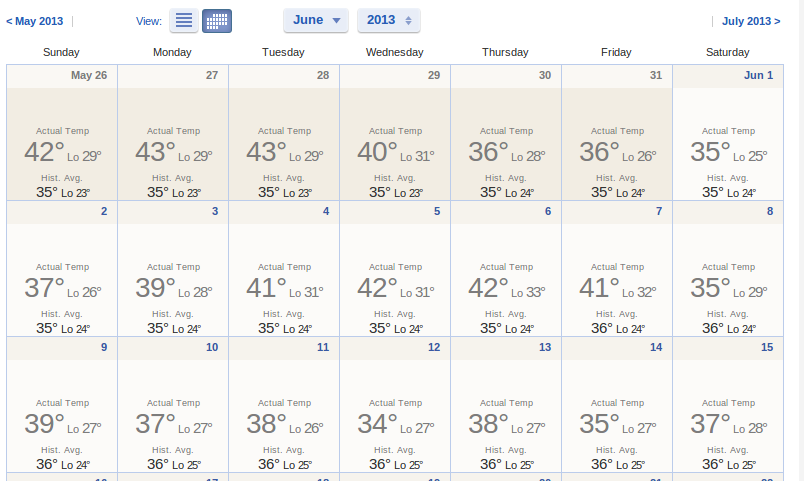 < May 2013 View: June 2013 July 2013 >
Sunday Monday Tuesday Wednesday Thursday Friday Saturday
May 26 27 28 29 30 31 Jun 1
Actual Temp Actual Temp Actual Temp Actual Temp Actual Temp Actual Temp Actual Temp
42° Lo 29° 43° Lo 29° 43° Lo 29° 40° Lo 31° 36° Lo 28° 36° Lo 26° 35° Lo 25°
Hist. Avg. Hist. Avg. Hist. Avg. Hist. Avg. Hist. Avg. Hist. Avg. Hist. Avg.
35° Lo 23° 35° Lo 23° 35° Lo 23° 35° Lo 23° 35° Lo 24° 35° Lo 24° 35° Lo 24°
2 3 4 5 6 7 8
Actual Temp Actual Temp Actual Temp Actual Temp Actual Temp Actual Temp Actual Temp
37° Lo 26° 39° Lo 28° 41° Lo 31° 42° Lo 31° 42° Lo 33° 41° Lo 32° 35° Lo 29°
Hist. Avg. Hist. Avg. Hist. Avg. Hist. Avg. Hist. Avg. Hist. Avg. Hist. Avg.
35° Lo 24° 35° Lo 24° 35° Lo 24° 35° Lo 24° 35° Lo 24° 36° Lo 24° 36° Lo 24°
9 10 11 12 13 14 15
Actual Temp Actual Temp Actual Temp Actual Temp Actual Temp Actual Temp Actual Temp
39° Lo 27° 37° Lo 27° 38° Lo 26° 34° Lo 27° 38° Lo 27° 35° Lo 27° 37° Lo 28°
Hist. Avg. Hist. Avg. Hist. Avg. Hist. Avg. Hist. Avg. Hist. Avg. Hist. Avg.
36° Lo 24° 36° Lo 25° 36° Lo 25° 36° Lo 25° 36° Lo 25° 36° Lo 25° 36° Lo 25°